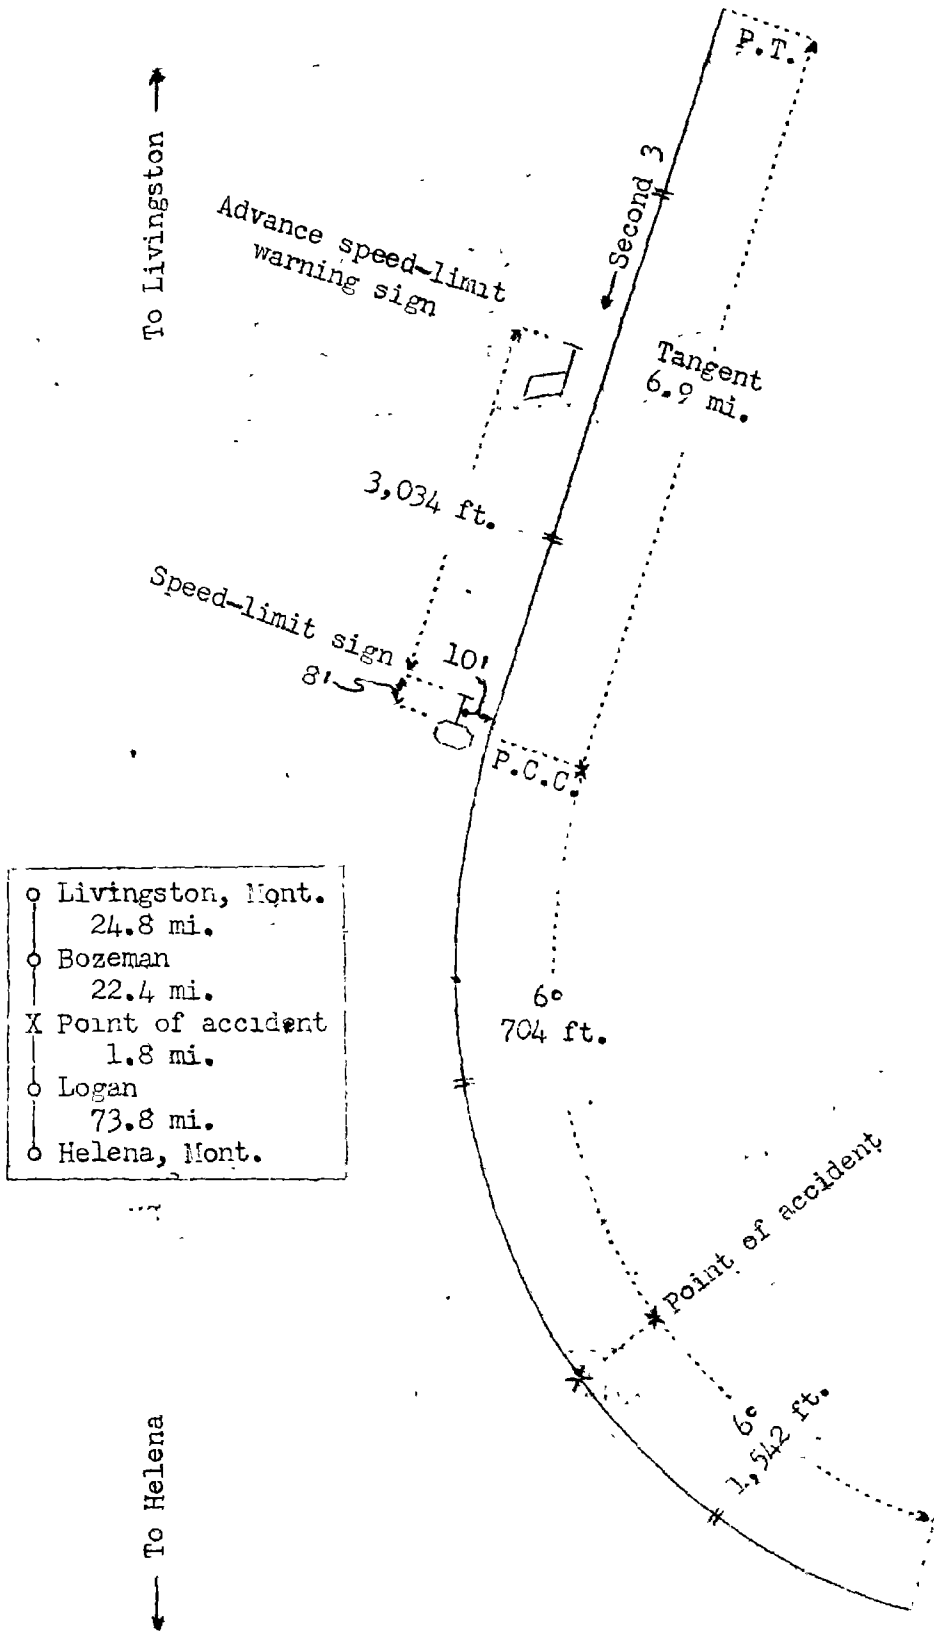 P.T.
To Livingston
Second 3
Advance speed-limit
warning sign
Tangent
6.9 mi.
3,034 ft.
Speed-limit sign
10'
8'
P.C.C.
Livingston, Mont.
24.8 mi.
Bozeman
22.4 mi.
X Point of accident
1.8 mi.
Logan
73.8 mi.
Helena, Mont.
6°
704 ft.
Point of accident
6°
1,542 ft.
To Helena